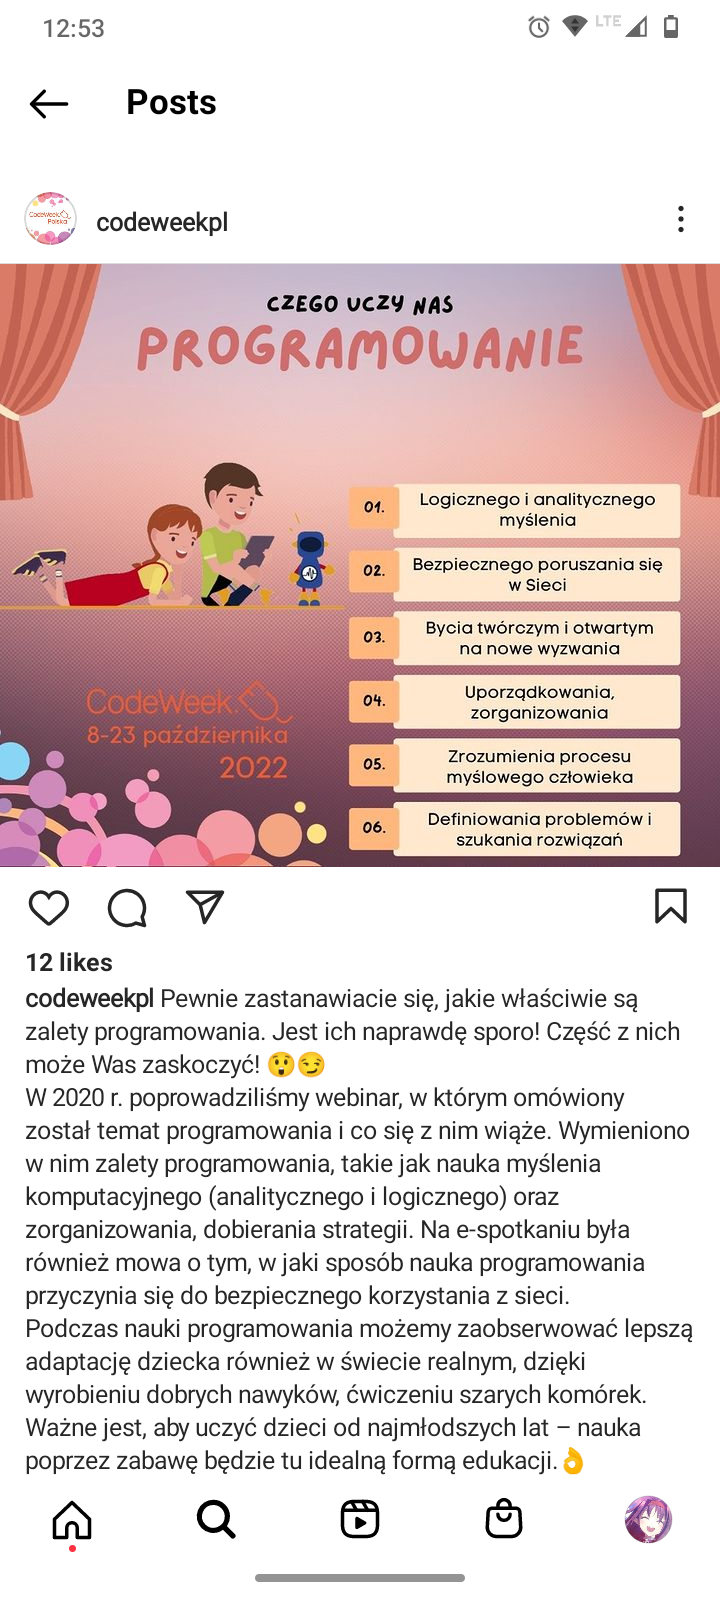 12:53
LTE
Posts
CodeWeek
Polska
codeweekpl
CZEGO UCZY NAS
PROGRAMOWANIE
01.
Logicznego i analitycznego
myślenia
02.
Bezpiecznego poruszania się
w Sieci
03.
Bycia twórczym i otwartym
na nowe wyzwania
04.
Uporządkowania,
zorganizowania
05.
Zrozumienia procesu
myślowego człowieka
06.
Definiowania problemów i
szukania rozwiązań
CodeWeek.
8-23 października
2022
12 likes
codeweekpl Pewnie zastanawiacie się, jakie właściwie są
zalety programowania. Jest ich naprawdę sporo! Część z nich
może Was zaskoczyć! 😲😏
W 2020 r. poprowadziliśmy webinar, w którym omówiony
został temat programowania i co się z nim wiąże. Wymieniono
w nim zalety programowania, takie jak nauka myślenia
komputacyjnego (analitycznego i logicznego) oraz
zorganizowania, dobierania strategii. Na e-spotkaniu była
również mowa o tym, w jaki sposób nauka programowania
przyczynia się do bezpiecznego korzystania z sieci.
Podczas nauki programowania możemy zaobserwować lepszą
adaptację dziecka również w świecie realnym, dzięki
wyrobieniu dobrych nawyków, ćwiczeniu szarych komórek.
Ważne jest, aby uczyć dzieci od najmłodszych lat – nauka
poprzez zabawę będzie tu idealną formą edukacji.👌